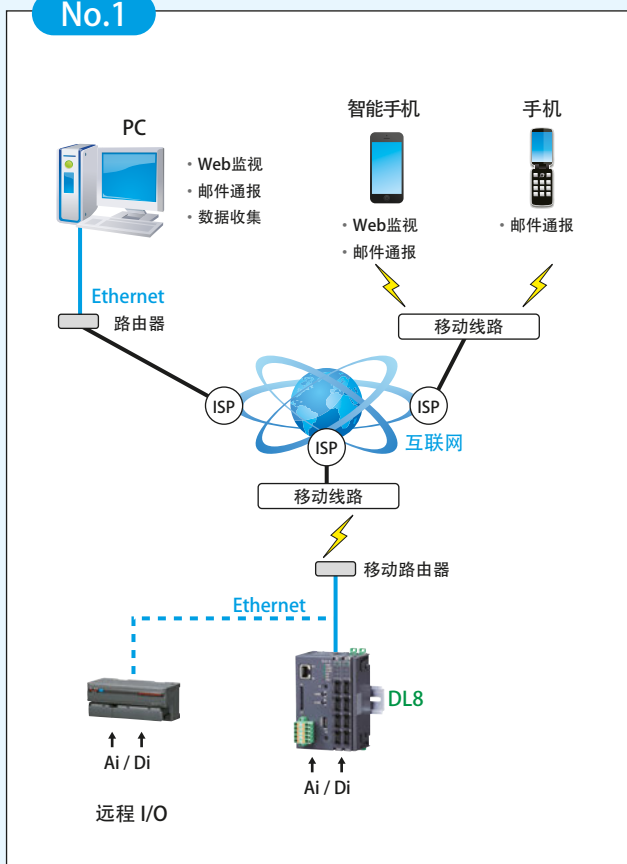 No.1
PC
・Web监视
・邮件通报
・数据收集
智能手机
・Web监视
・邮件通报
手机
・邮件通报
Ethernet
路由器
移动线路
ISP
ISP
ISP
互联网
移动线路
移动路由器
Ethernet
DL8
Ai / Di
Ai / Di
远程 I/O